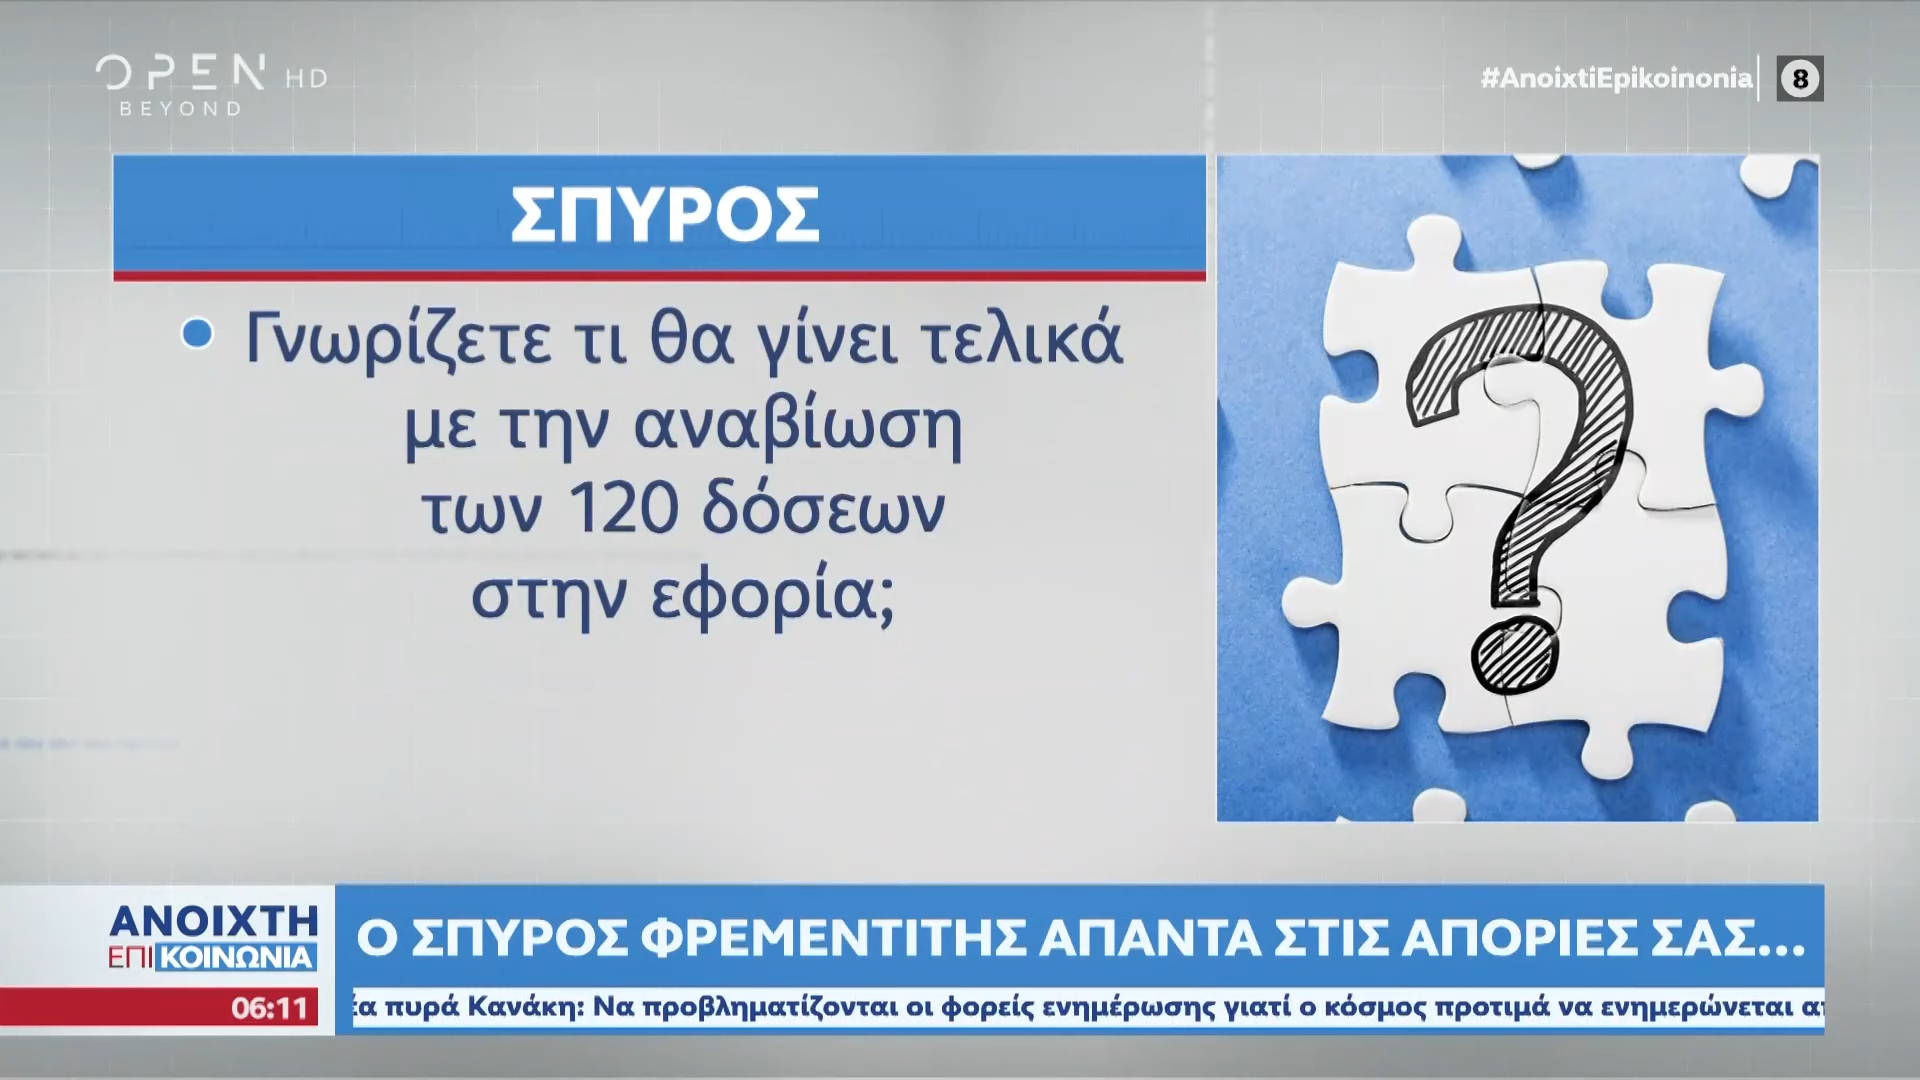 OPEN HD
BEYOND
#AnoixtiEpikoinonia 8
ΣΠΥΡΟΣ
Γνωρίζετε τι θα γίνει τελικά
με την αναβίωση
των 120 δόσεων
στην εφορία;
ΑΝΟΙΧΤΗ
ΕΠΙΚΟΙΝΩΝΙΑ
Ο ΣΠΥΡΟΣ ΦΡΕΜΕΝΤΙΤΗΣ ΑΠΑΝΤΑ ΣΤΙΣ ΑΠΟΡΙΕΣ ΣΑΣ...
06:11
πυρά Κανάκη: Να προβληματίζονται οι φορείς ενημέρωσης γιατί ο κόσμος προτιμά να ενημερώνεται